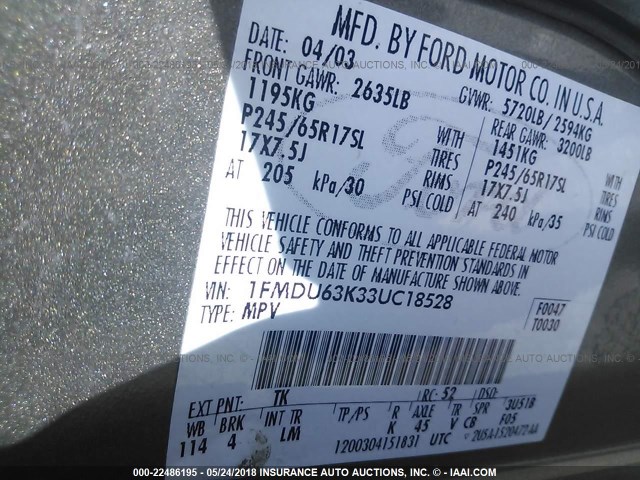 MFD. BY FORD MOTOR CO. IN U.S.A.
DATE: 04/03 GVWR: 5720LB/2594KG
FRONT GAWR: 2635LB REAR GAWR: 3200LB
1195KG WITH 1451KG WITH
P245/65R17SL TIRES P245/65R17SL TIRES
17X7.5J RIMS 17X7.5J RIMS
AT 205 kPa/30 PSI COLD AT 240 kPa/35 PSI COLD
THIS VEHICLE CONFORMS TO ALL APPLICABLE FEDERAL MOTOR
VEHICLE SAFETY AND THEFT PREVENTION STANDARDS IN
EFFECT ON THE DATE OF MANUFACTURE SHOWN ABOVE.
VIN: 1FMDU63K33UC18528 F0047
TYPE: MPV T0030
EXT PNT: TK RC: 52 DSO:
WB BRK INT TR TP/PS R AXLE TR SPR 3U51B
114 4 LM K 45 V CB F05
1200304151831 UTC
000-22486195 - 05/24/2018 INSURANCE AUTO AUCTIONS, INC. © - IAAI.COM